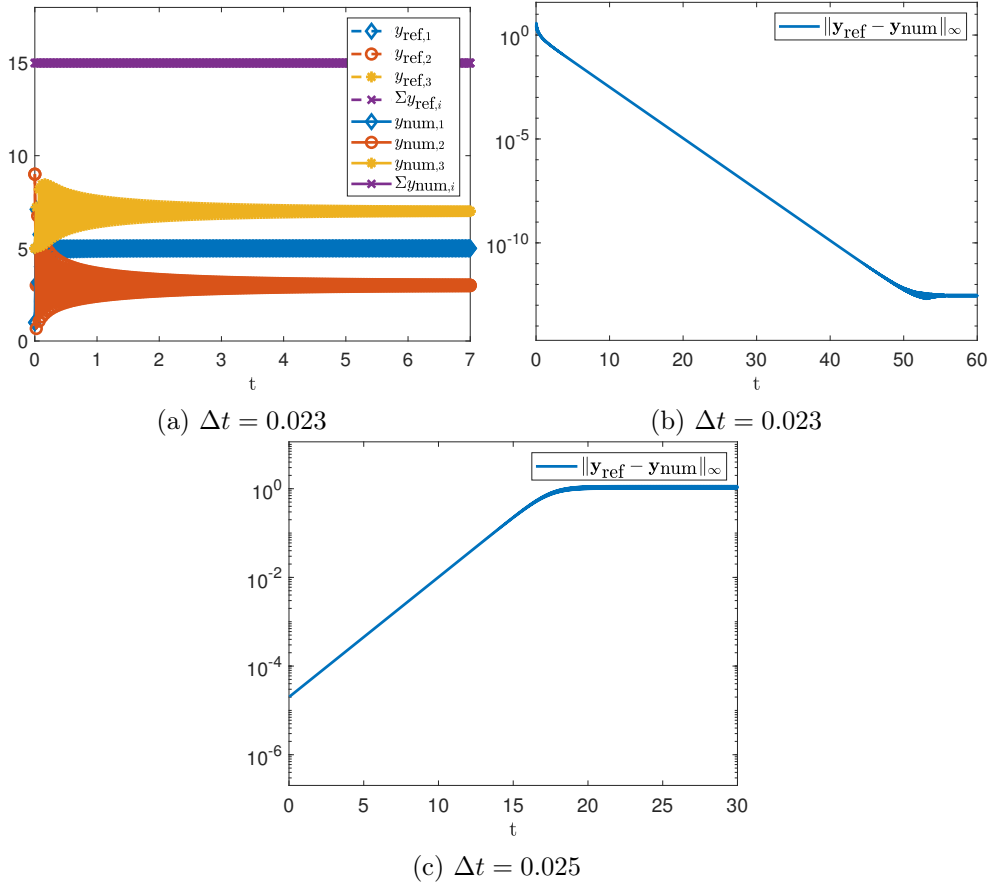 15
10
5
0
0 1 2 3 4 5 6 7
t
y_ref,1
y_ref,2
y_ref,3
Σy_ref,i
y_num,1
y_num,2
y_num,3
Σy_num,i
(a) Δt = 0.023
10^0
10^-5
10^-10
0 10 20 30 40 50 60
t
‖y_ref − y_num‖_∞
(b) Δt = 0.023
10^0
10^-2
10^-4
10^-6
0 5 10 15 20 25 30
t
‖y_ref − y_num‖_∞
(c) Δt = 0.025